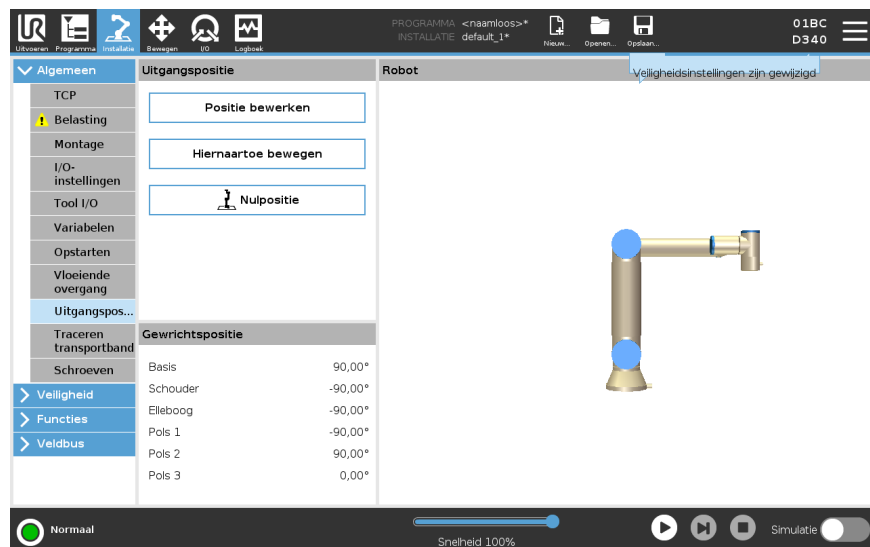 UR
Uitvoeren
Programma
Installatie
Bewegen
I/O
Logboek
PROGRAMMA <naamloos>*
INSTALLATIE default_1*
Nieuw...
Openen...
Opslaan...
01BC
D340
Veiligheidsinstellingen zijn gewijzigd
Algemeen
TCP
Belasting
Montage
I/O-
instellingen
Tool I/O
Variabelen
Opstarten
Vloeiende
overgang
Uitgangspos...
Traceren
transportband
Schroeven
Veiligheid
Functies
Veldbus
Uitgangspositie
Positie bewerken
Hiernaartoe bewegen
Nulpositie
Gewrichtspositie
Basis 90,00°
Schouder -90,00°
Elleboog -90,00°
Pols 1 -90,00°
Pols 2 90,00°
Pols 3 0,00°
Robot
Normaal
Snelheid 100%
Simulatie